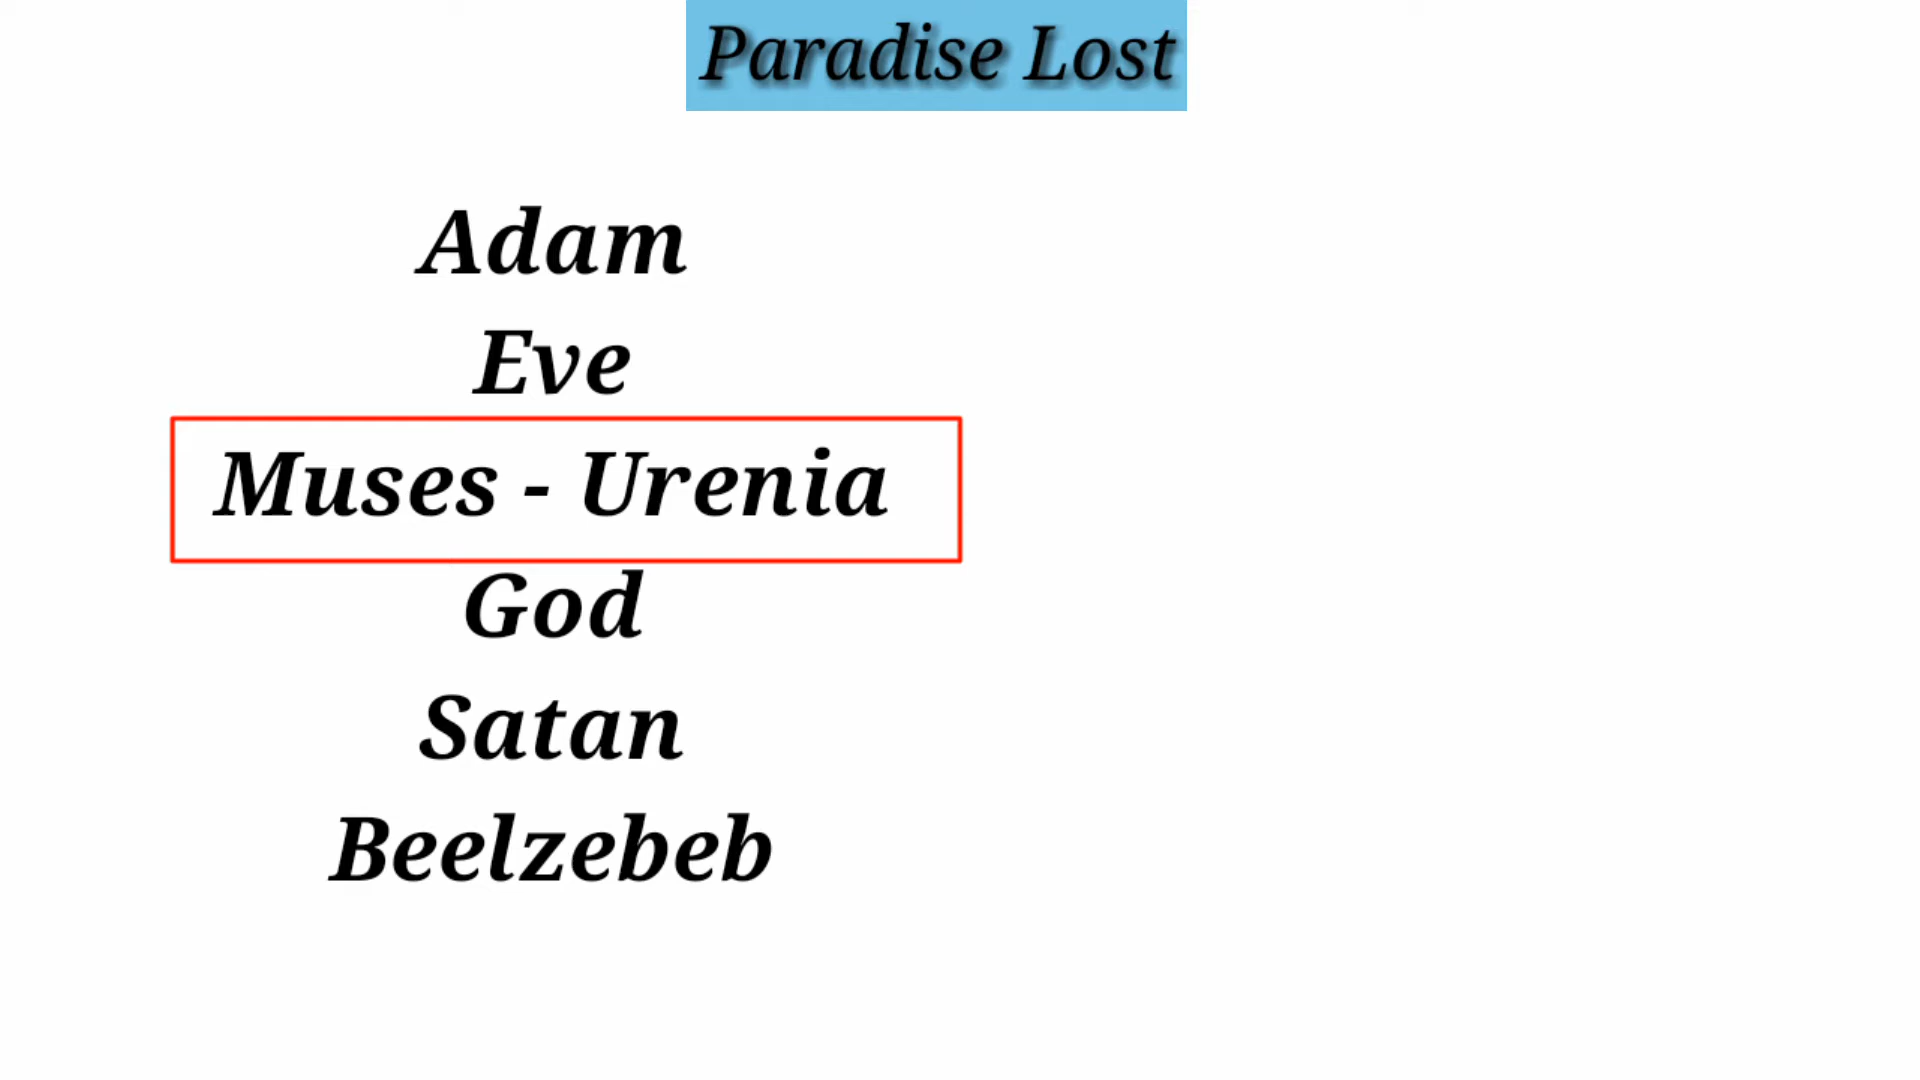 Paradise Lost
Adam
Eve
Muses - Urenia
God
Satan
Beelzebeb